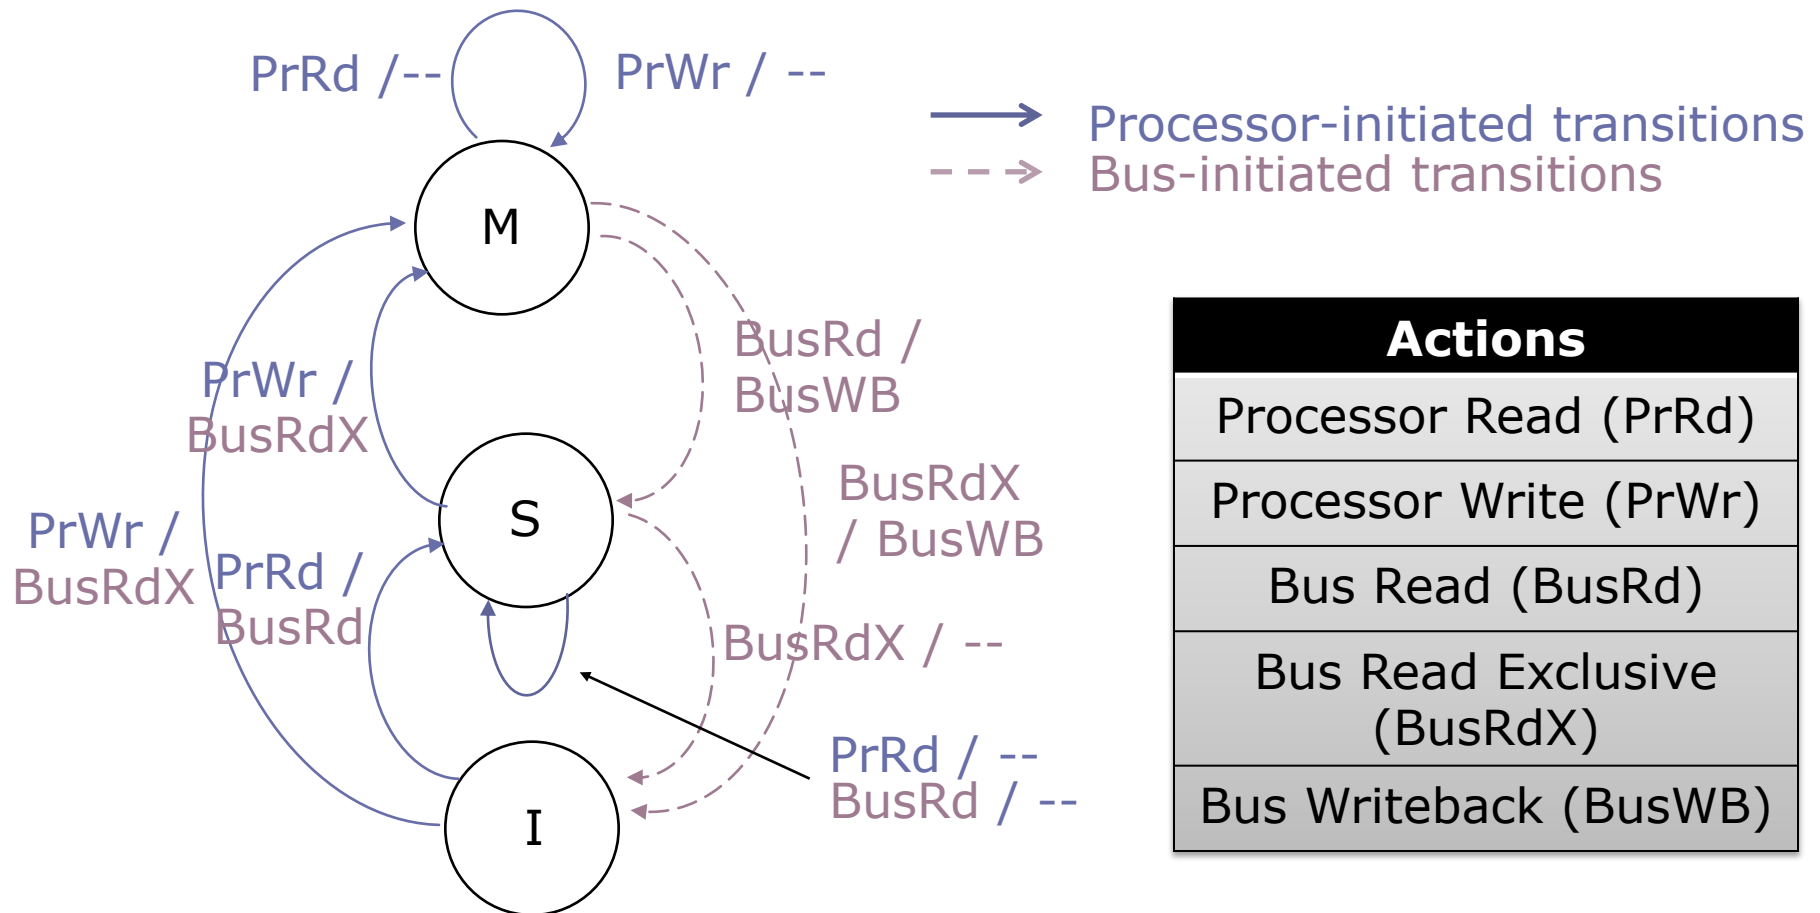 PrRd /--
PrWr / --
Processor-initiated transitions
Bus-initiated transitions
M
BusRd /
BusWB
PrWr /
BusRdX
S
BusRdX
/ BusWB
PrWr /
BusRdX
PrRd /
BusRd
BusRdX / --
PrRd / --
BusRd / --
I
Actions
Processor Read (PrRd)
Processor Write (PrWr)
Bus Read (BusRd)
Bus Read Exclusive
(BusRdX)
Bus Writeback (BusWB)